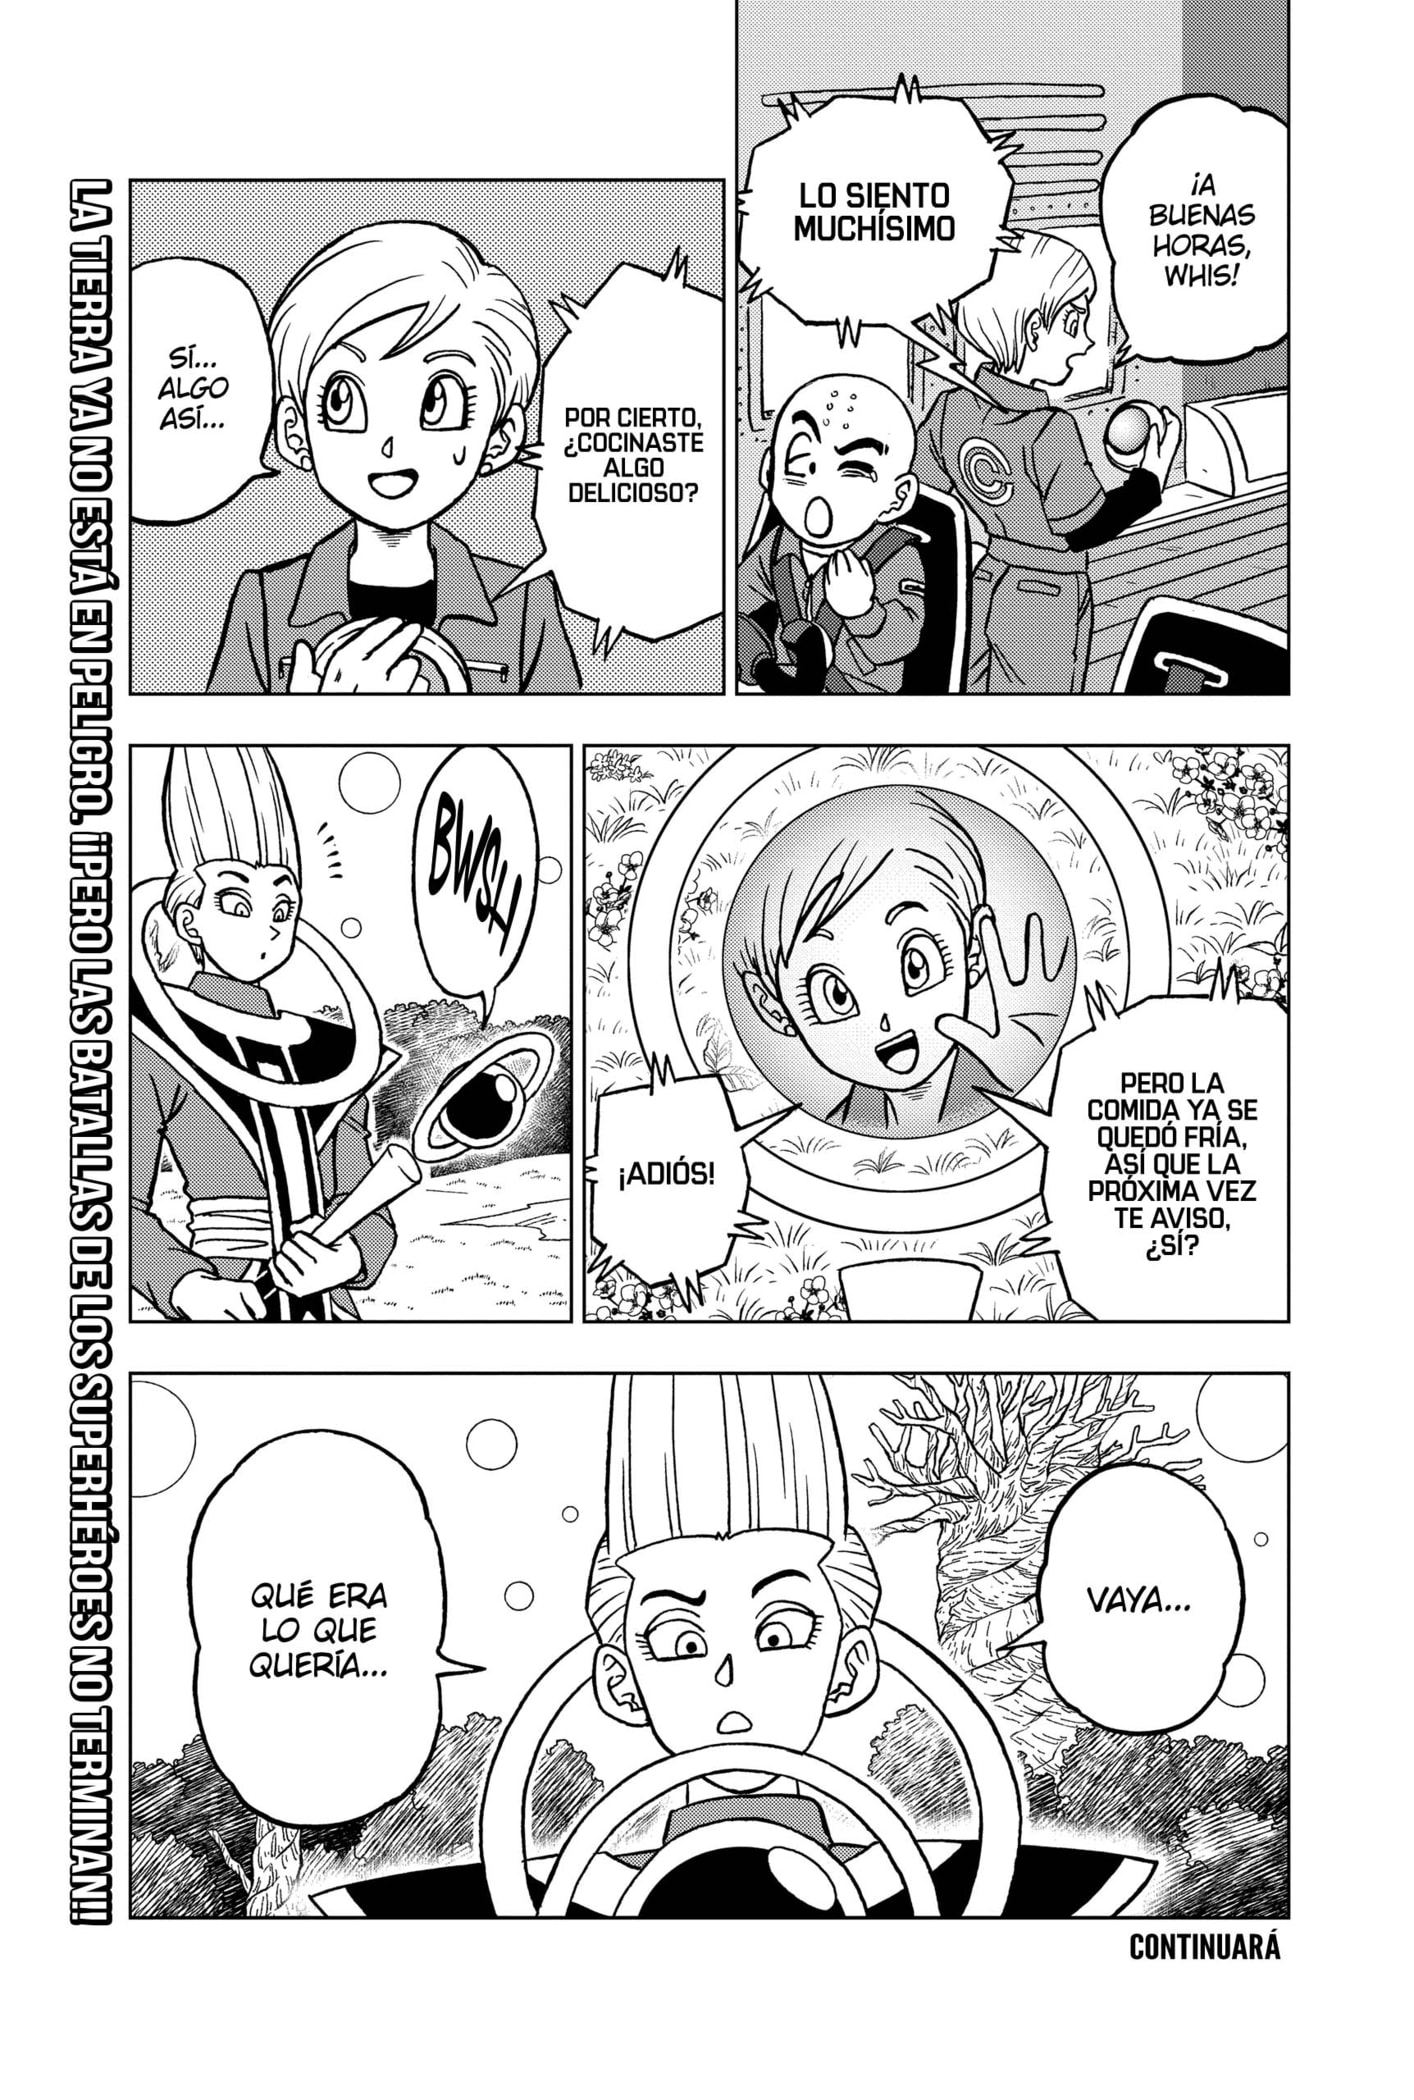 ¡A
BUENAS
HORAS,
WHIS!
LO SIENTO
MUCHÍSIMO
POR CIERTO,
¿COCINASTE
ALGO
DELICIOSO?
SÍ...
ALGO
ASÍ...
PERO LA
COMIDA YA SE
QUEDÓ FRÍA,
ASÍ QUE LA
PRÓXIMA VEZ
TE AVISO,
¿SÍ?
¡ADIÓS!
BWSH
VAYA...
QUÉ ERA
LO QUE
QUERÍA...
LA TIERRA YA NO ESTÁ EN PELIGRO, ¡¡PERO LAS BATALLAS DE LOS SUPERHÉROES NO TERMINAN!!
CONTINUARÁ